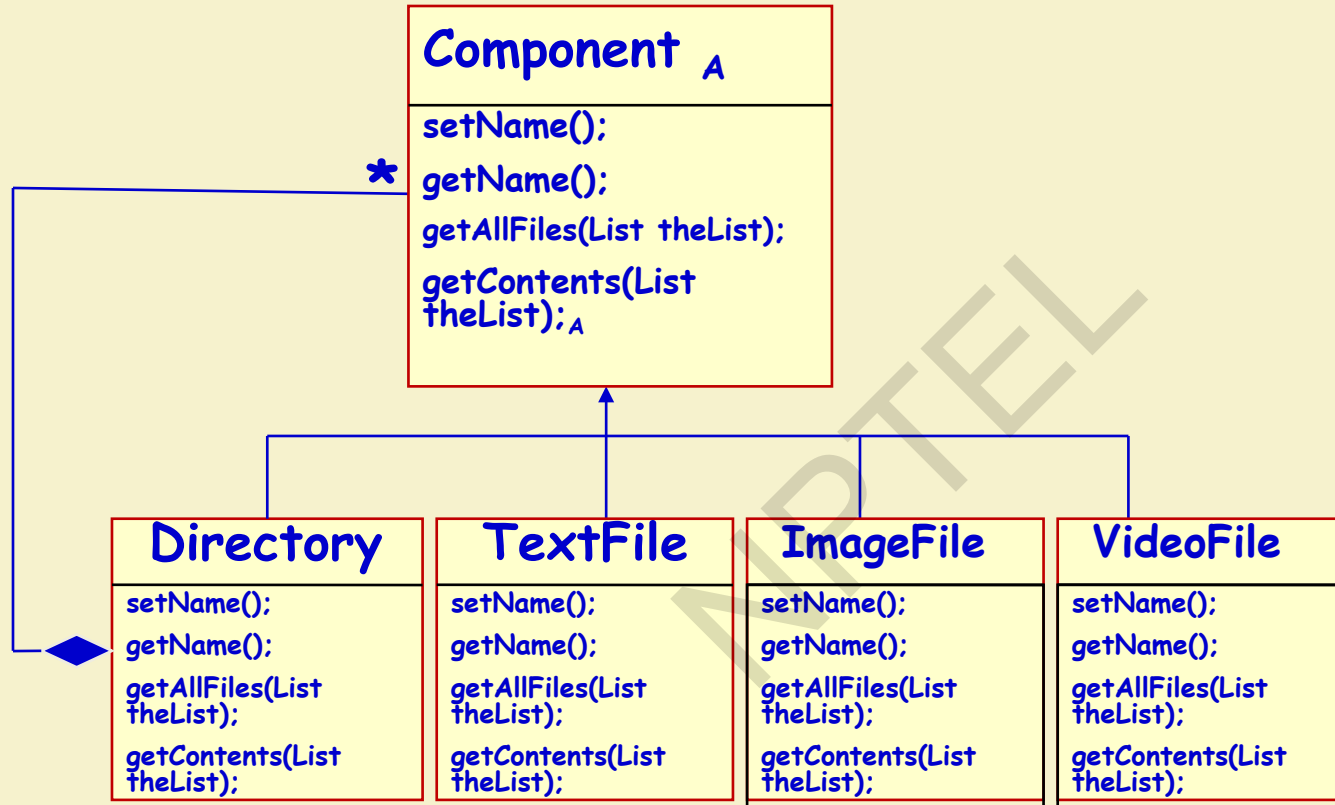 Component A
setName();
*
getName();
getAllFiles(List theList);
getContents(List
theList);A
Directory
setName();
getName();
getAllFiles(List
theList);
getContents(List
theList);
TextFile
setName();
getName();
getAllFiles(List
theList);
getContents(List
theList);
ImageFile
setName();
getName();
getAllFiles(List
theList);
getContents(List
theList);
VideoFile
setName();
getName();
getAllFiles(List
theList);
getContents(List
theList);
NPTEL